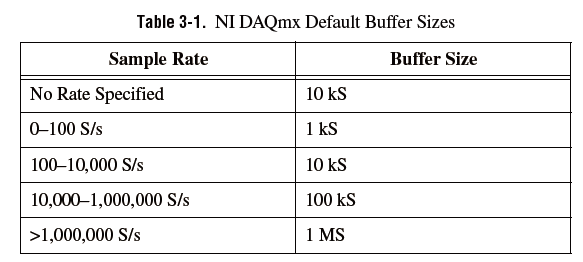 Table 3-1. NI DAQmx Default Buffer Sizes
Sample Rate Buffer Size
No Rate Specified 10 kS
0–100 S/s 1 kS
100–10,000 S/s 10 kS
10,000–1,000,000 S/s 100 kS
>1,000,000 S/s 1 MS